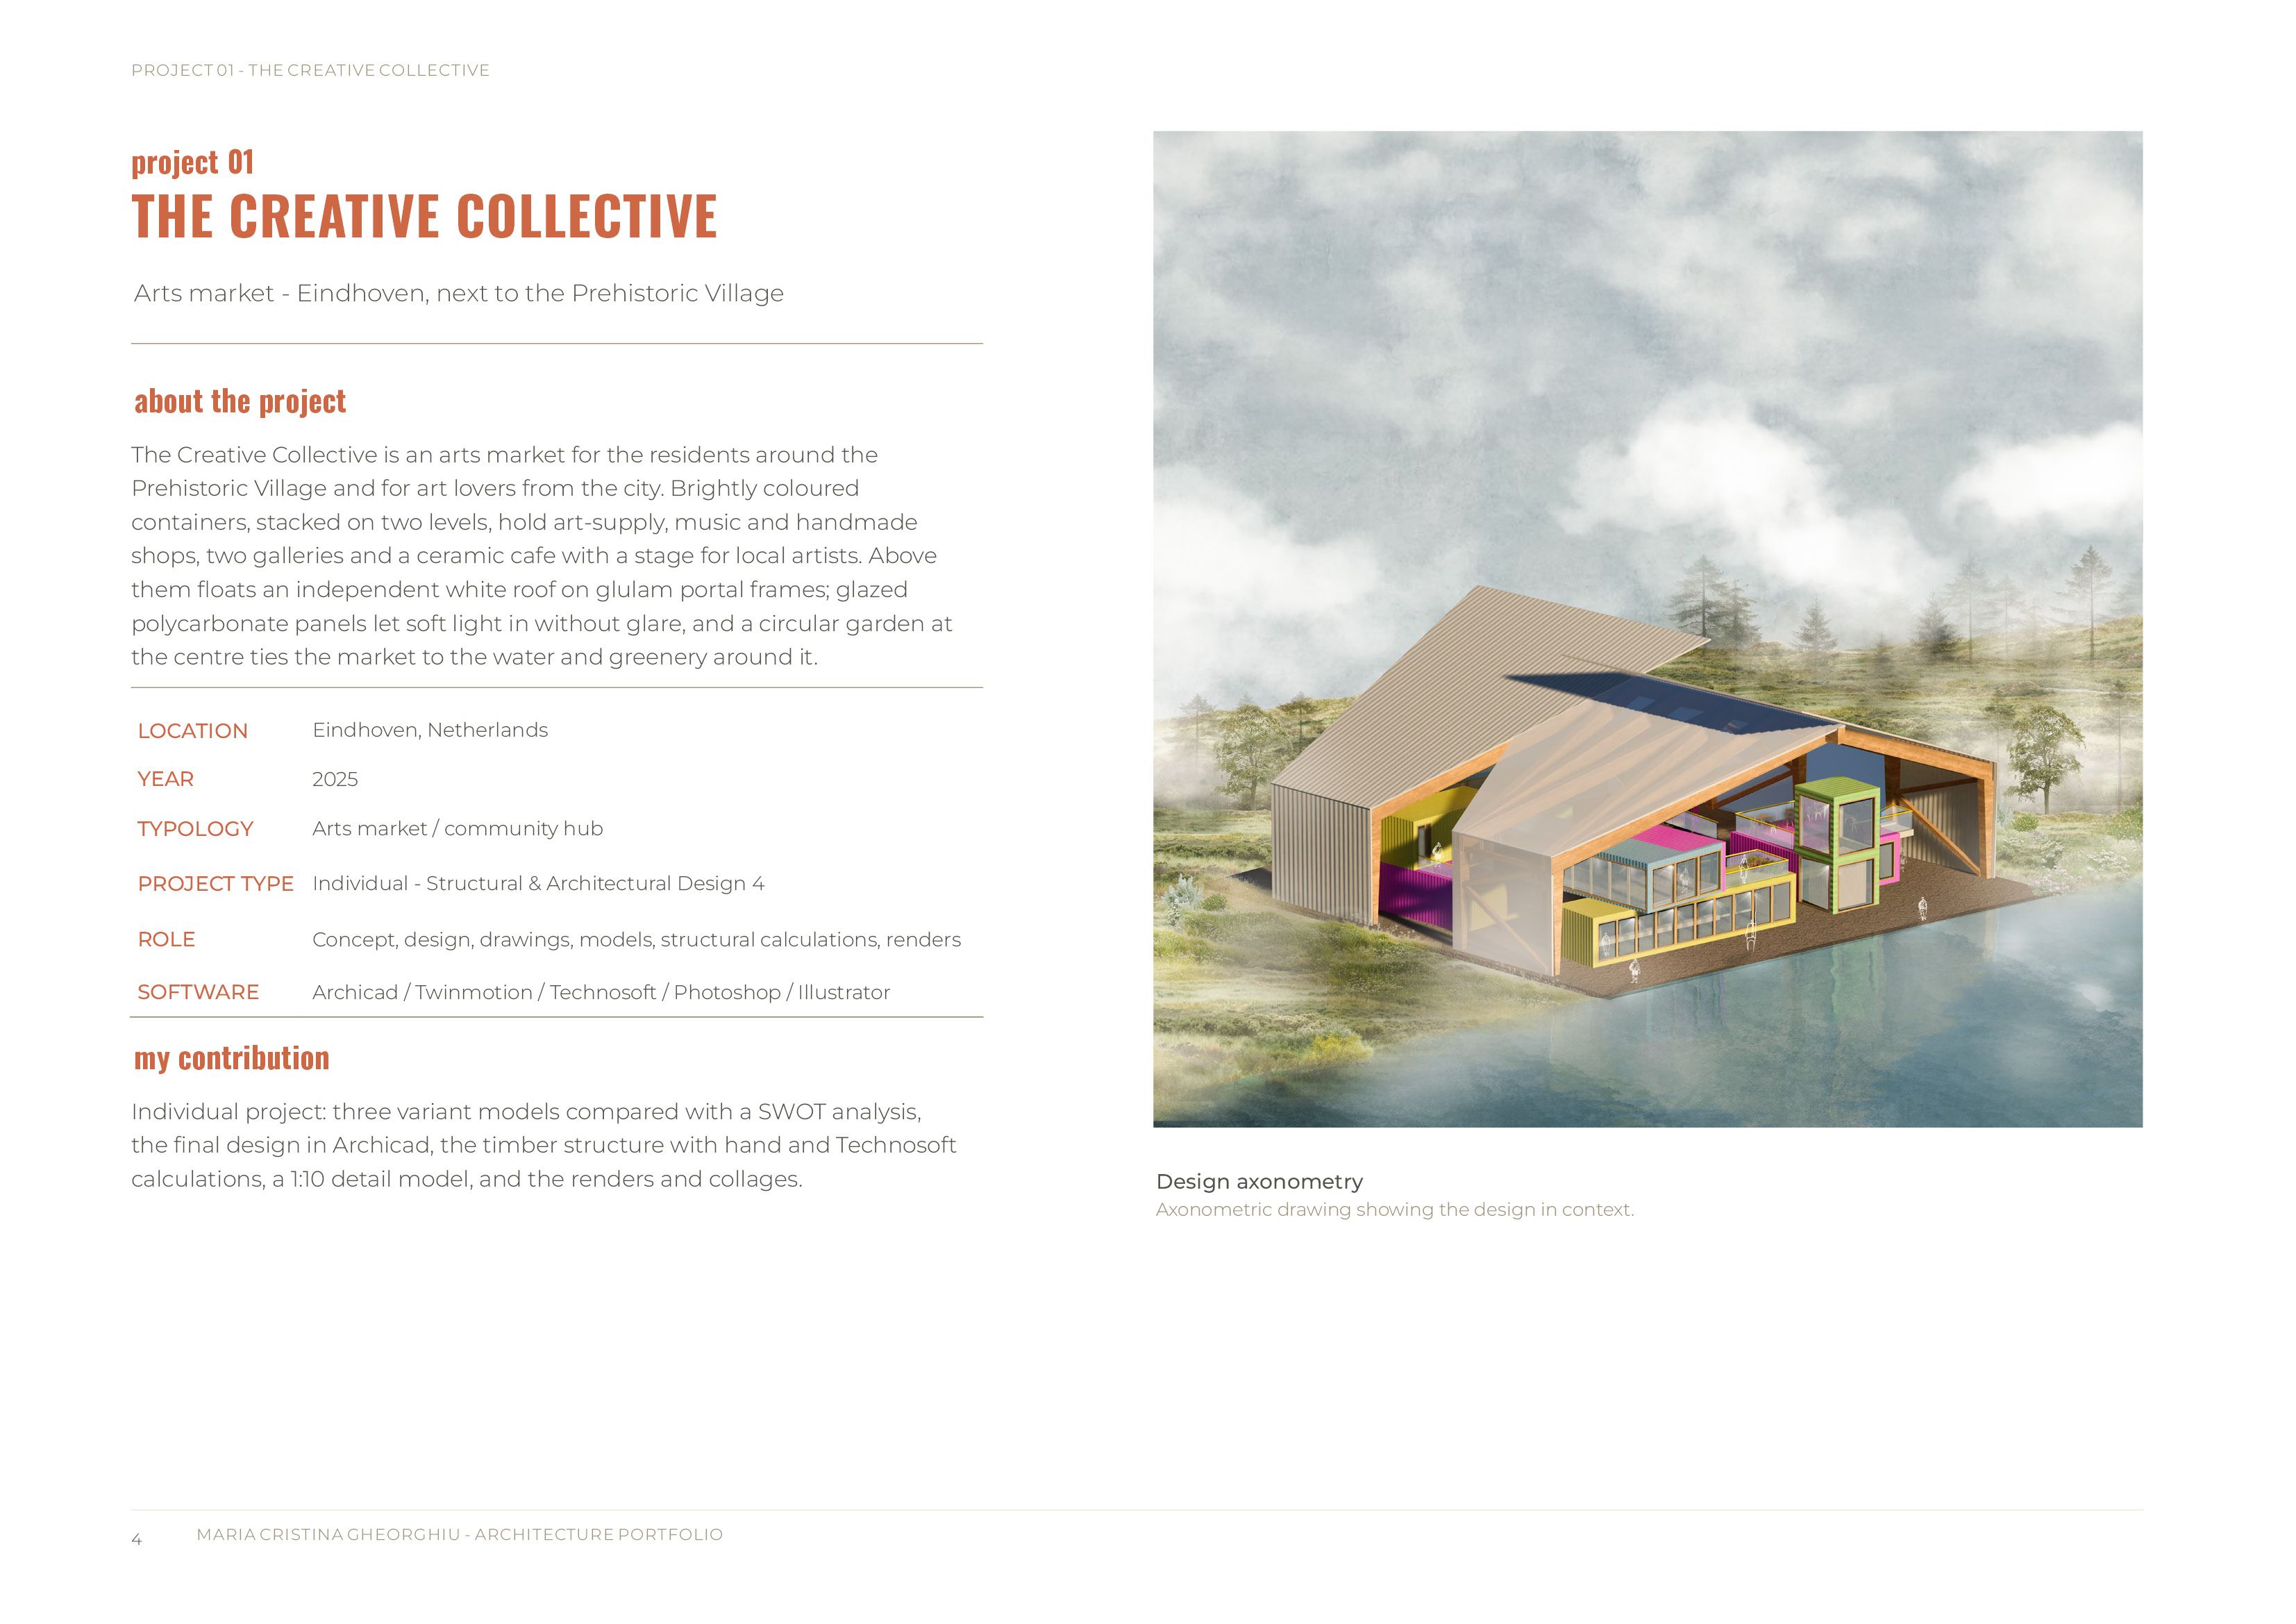 PROJECT 01 - THE CREATIVE COLLECTIVE
project 01
THE CREATIVE COLLECTIVE
Arts market - Eindhoven, next to the Prehistoric Village
about the project
The Creative Collective is an arts market for the residents around the
Prehistoric Village and for art lovers from the city. Brightly coloured
containers, stacked on two levels, hold art-supply, music and handmade
shops, two galleries and a ceramic cafe with a stage for local artists. Above
them floats an independent white roof on glulam portal frames; glazed
polycarbonate panels let soft light in without glare, and a circular garden at
the centre ties the market to the water and greenery around it.
LOCATION Eindhoven, Netherlands
YEAR 2025
TYPOLOGY Arts market / community hub
PROJECT TYPE Individual - Structural & Architectural Design 4
ROLE Concept, design, drawings, models, structural calculations, renders
SOFTWARE Archicad / Twinmotion / Technosoft / Photoshop / Illustrator
my contribution
Individual project: three variant models compared with a SWOT analysis,
the final design in Archicad, the timber structure with hand and Technosoft
calculations, a 1:10 detail model, and the renders and collages.
Design axonometry
Axonometric drawing showing the design in context.
4 MARIA CRISTINA GHEORGHIU - ARCHITECTURE PORTFOLIO